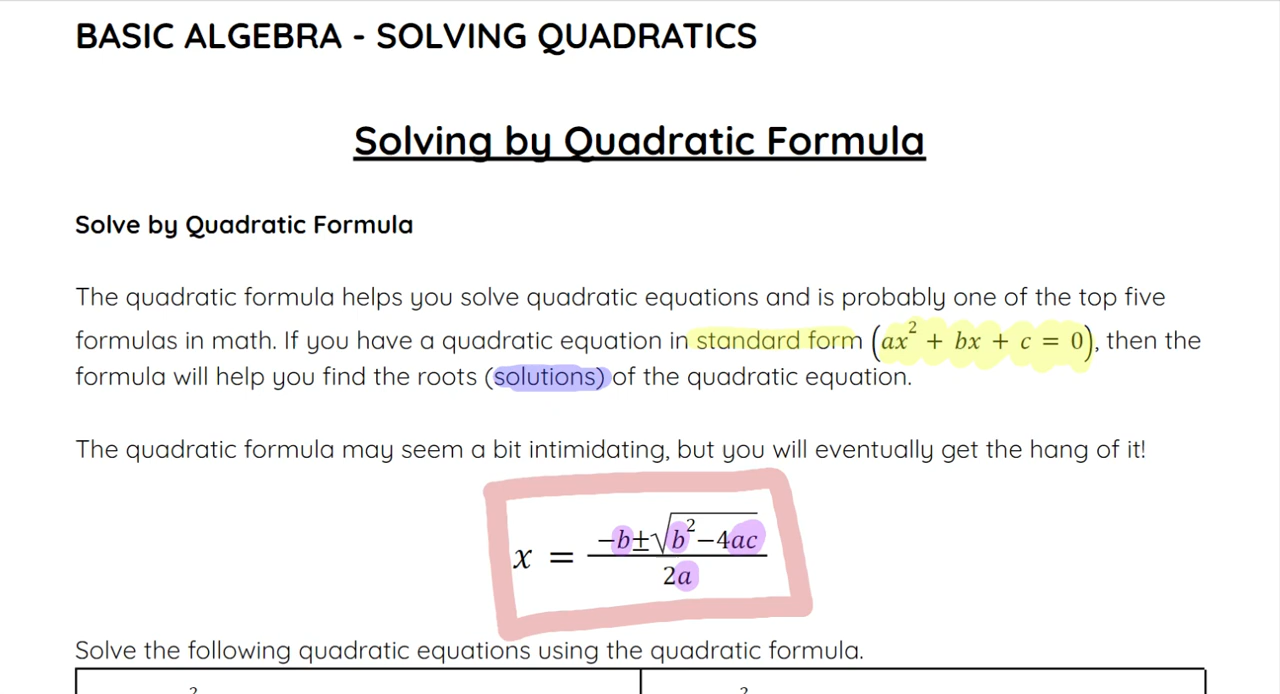 BASIC ALGEBRA - SOLVING QUADRATICS
Solving by Quadratic Formula
Solve by Quadratic Formula
The quadratic formula helps you solve quadratic equations and is probably one of the top five
formulas in math. If you have a quadratic equation in standard form (ax² + bx + c = 0), then the
formula will help you find the roots (solutions) of the quadratic equation.
The quadratic formula may seem a bit intimidating, but you will eventually get the hang of it!
x = (-b±√(b²-4ac))/(2a)
Solve the following quadratic equations using the quadratic formula.